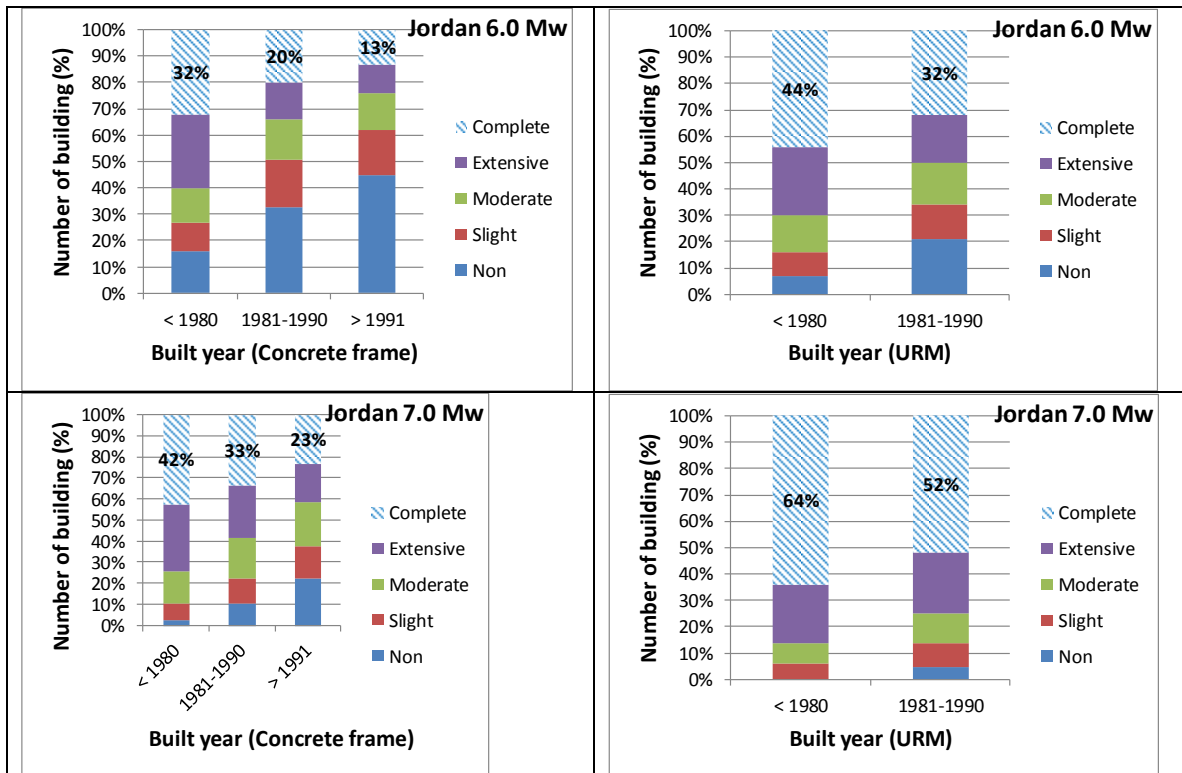 Jordan 6.0 Mw
Number of building (%)
100%
90%
80%
70%
60%
50%
40%
30%
20%
10%
0%
32%
20%
13%
Complete
Extensive
Moderate
Slight
Non
< 1980
1981-1990
> 1991
Built year (Concrete frame)
Jordan 6.0 Mw
Number of building (%)
100%
90%
80%
70%
60%
50%
40%
30%
20%
10%
0%
44%
32%
Complete
Extensive
Moderate
Slight
Non
< 1980
1981-1990
Built year (URM)
Jordan 7.0 Mw
Number of building (%)
100%
90%
80%
70%
60%
50%
40%
30%
20%
10%
0%
42%
33%
23%
Complete
Extensive
Moderate
Slight
Non
< 1980
1981-1990
> 1991
Built year (Concrete frame)
Jordan 7.0 Mw
Number of building (%)
100%
90%
80%
70%
60%
50%
40%
30%
20%
10%
0%
64%
52%
Complete
Extensive
Moderate
Slight
Non
< 1980
1981-1990
Built year (URM)